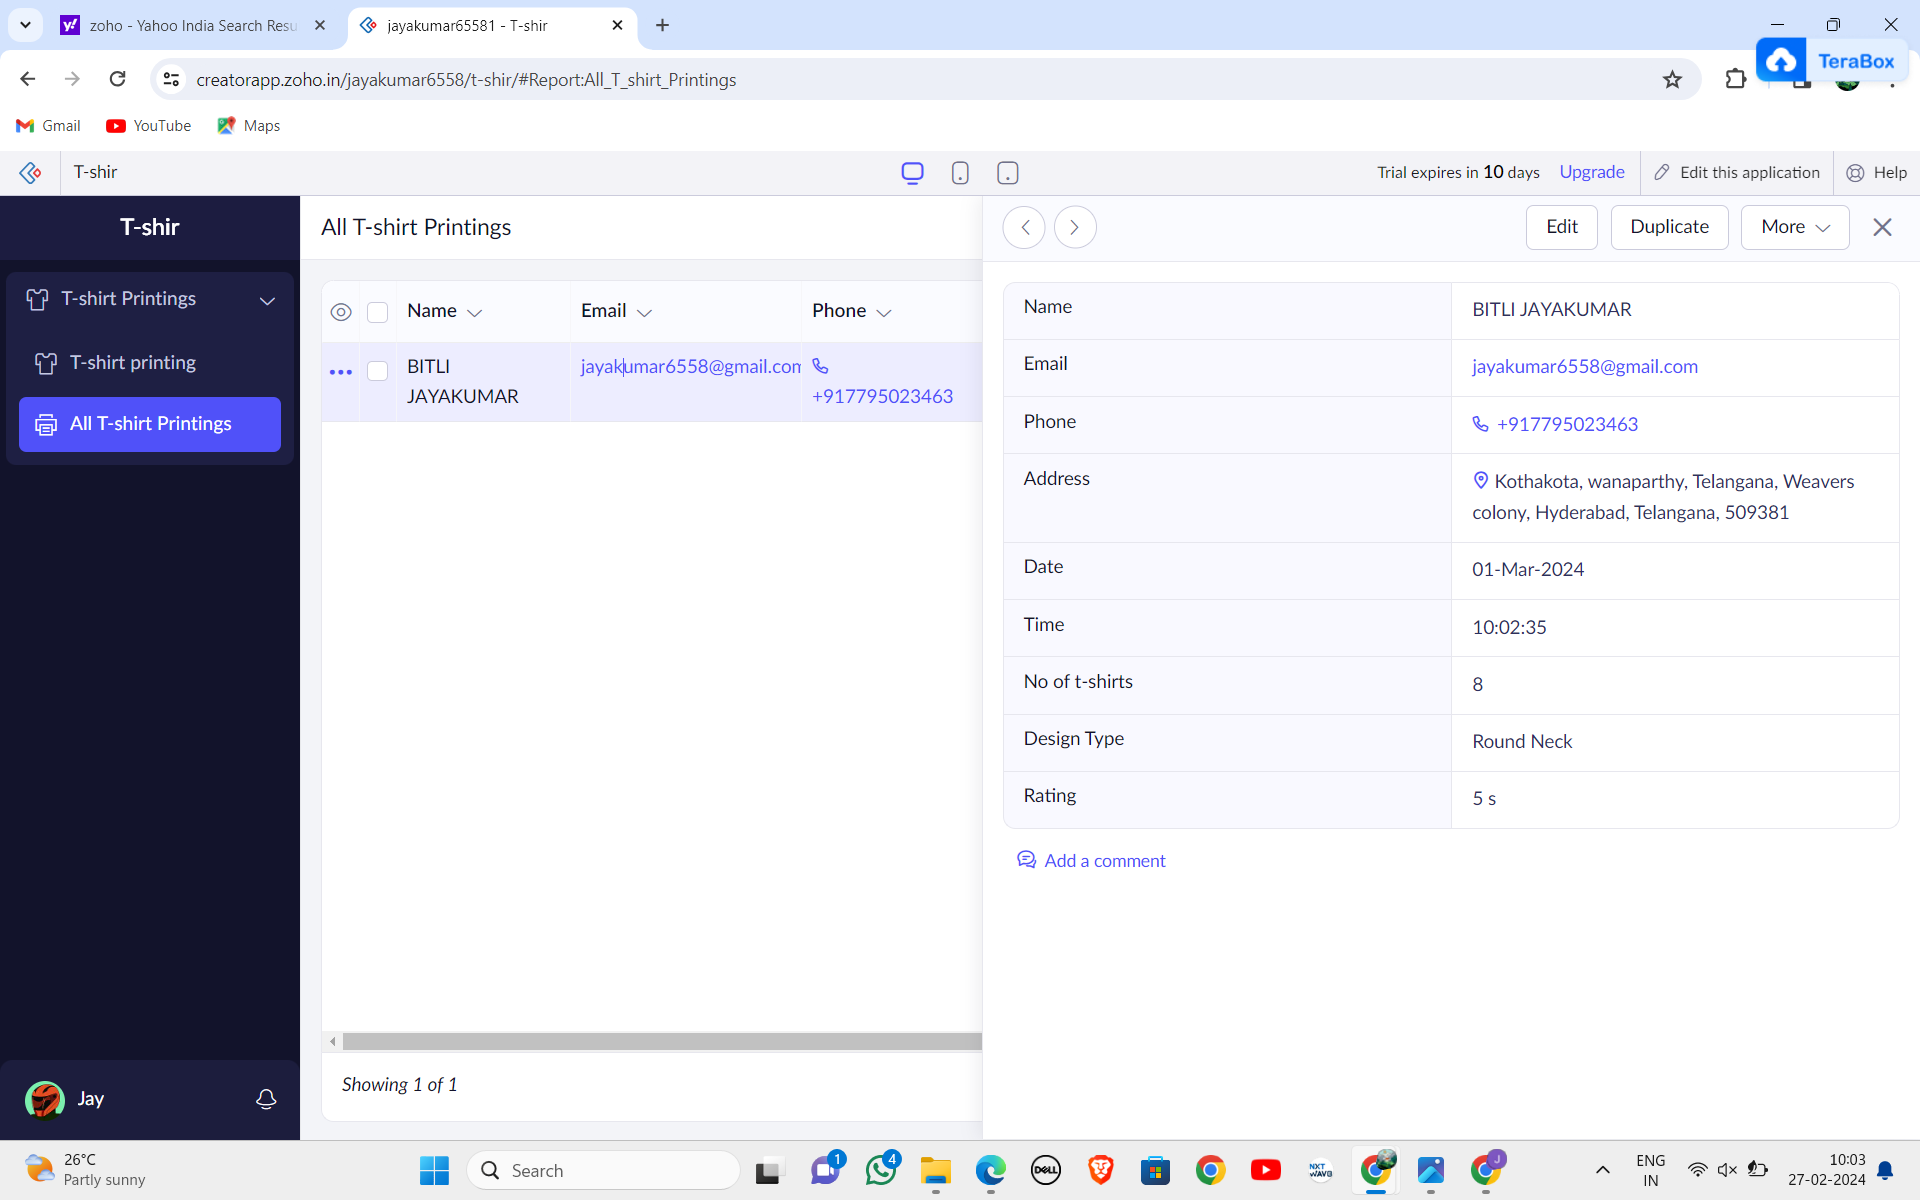 zoho - Yahoo India Search Resu
jayakumar65581 - T-shir
creatorapp.zoho.in/jayakumar6558/t-shir/#Report:All_T_shirt_Printings
TeraBox
Gmail
YouTube
Maps
T-shir
Trial expires in 10 days
Upgrade
Edit this application
Help
T-shir
T-shirt Printings
T-shirt printing
All T-shirt Printings
Jay
All T-shirt Printings
Name
Email
Phone
BITLI
JAYAKUMAR
jayakumar6558@gmail.com
+917795023463
Showing 1 of 1
Edit
Duplicate
More
Name
BITLI JAYAKUMAR
Email
jayakumar6558@gmail.com
Phone
+917795023463
Address
Kothakota, wanaparthy, Telangana, Weavers
colony, Hyderabad, Telangana, 509381
Date
01-Mar-2024
Time
10:02:35
No of t-shirts
8
Design Type
Round Neck
Rating
5 s
Add a comment
26°C
Partly sunny
Search
1
4
DELL
NXT
WAVE
J
ENG
IN
10:03
27-02-2024